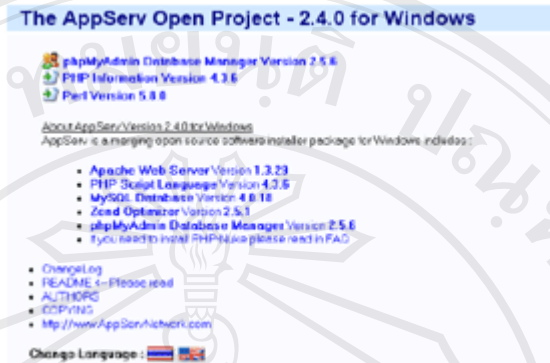 The AppServ Open Project - 2.4.0 for Windows
phpMyAdmin Database Manager Version 2.5.6
PHP Information Version 4.3.6
Perl Version 5.8.0
About AppServ Version 2.4.0 for Windows
AppServ is a merging open source software installer package for Windows includes :
Apache Web Server Version 1.3.29
PHP Script Language Version 4.3.6
MySQL Database Version 4.0.18
Zend Optimizer Version 2.5.1
phpMyAdmin Database Manager Version 2.5.6
if you need to install PHP-Nuke please read in FAQ
ChangeLog
README <-- Please read
AUTHORS
COPYING
http://www.AppServNetwork.com
Change Language :